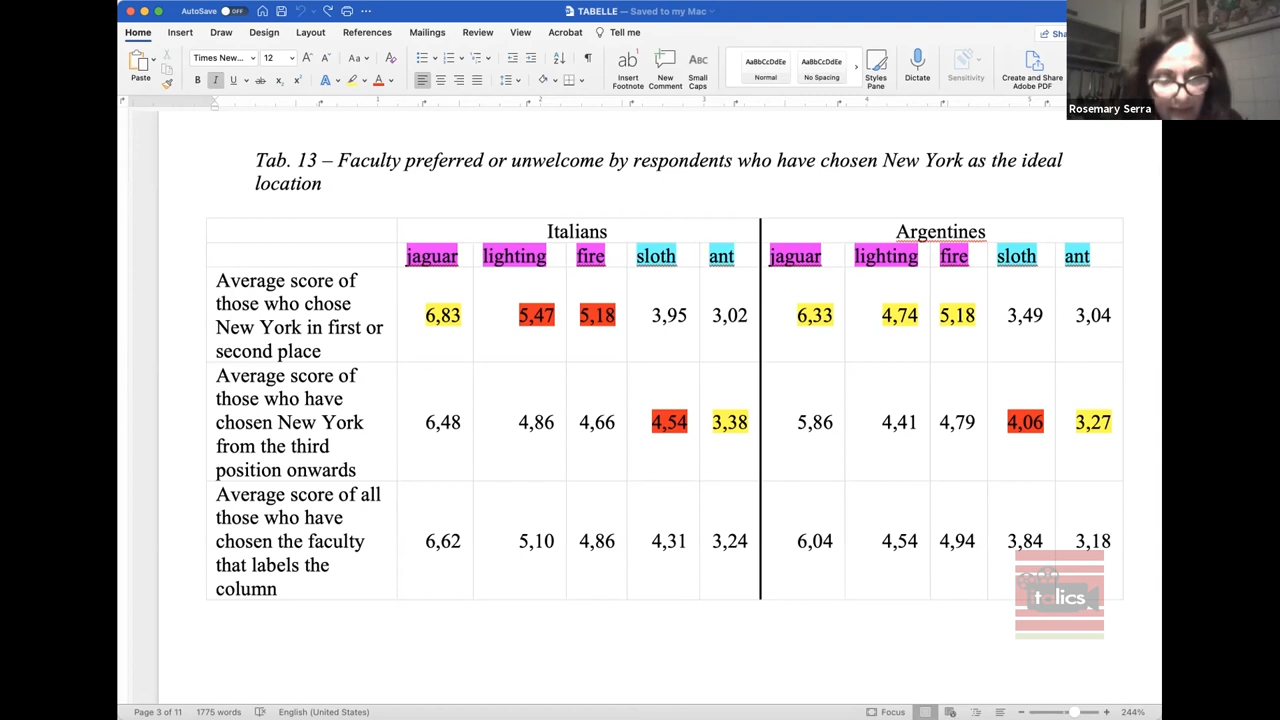 AutoSave OFF
TABELLE — Saved to my Mac
Home Insert Draw Design Layout References Mailings Review View Acrobat Tell me
Paste
Times New... 12
Insert Footnote
New Comment
Small Caps
AaBbCcDdEe Normal
AaBbCcDdEe No Spacing
Styles Pane
Dictate
Sensitivity
Create and Share Adobe PDF
Rosemary Serra
Tab. 13 – Faculty preferred or unwelcome by respondents who have chosen New York as the ideal
location
Italians Argentines
jaguar lighting fire sloth ant jaguar lighting fire sloth ant
Average score of
those who chose
New York in first or
second place
6,83 5,47 5,18 3,95 3,02 6,33 4,74 5,18 3,49 3,04
Average score of
those who have
chosen New York
from the third
position onwards
6,48 4,86 4,66 4,54 3,38 5,86 4,41 4,79 4,06 3,27
Average score of all
those who have
chosen the faculty
that labels the
column
6,62 5,10 4,86 4,31 3,24 6,04 4,54 4,94 3,84 3,18
italics
Page 3 of 11 1775 words English (United States) Focus 244%